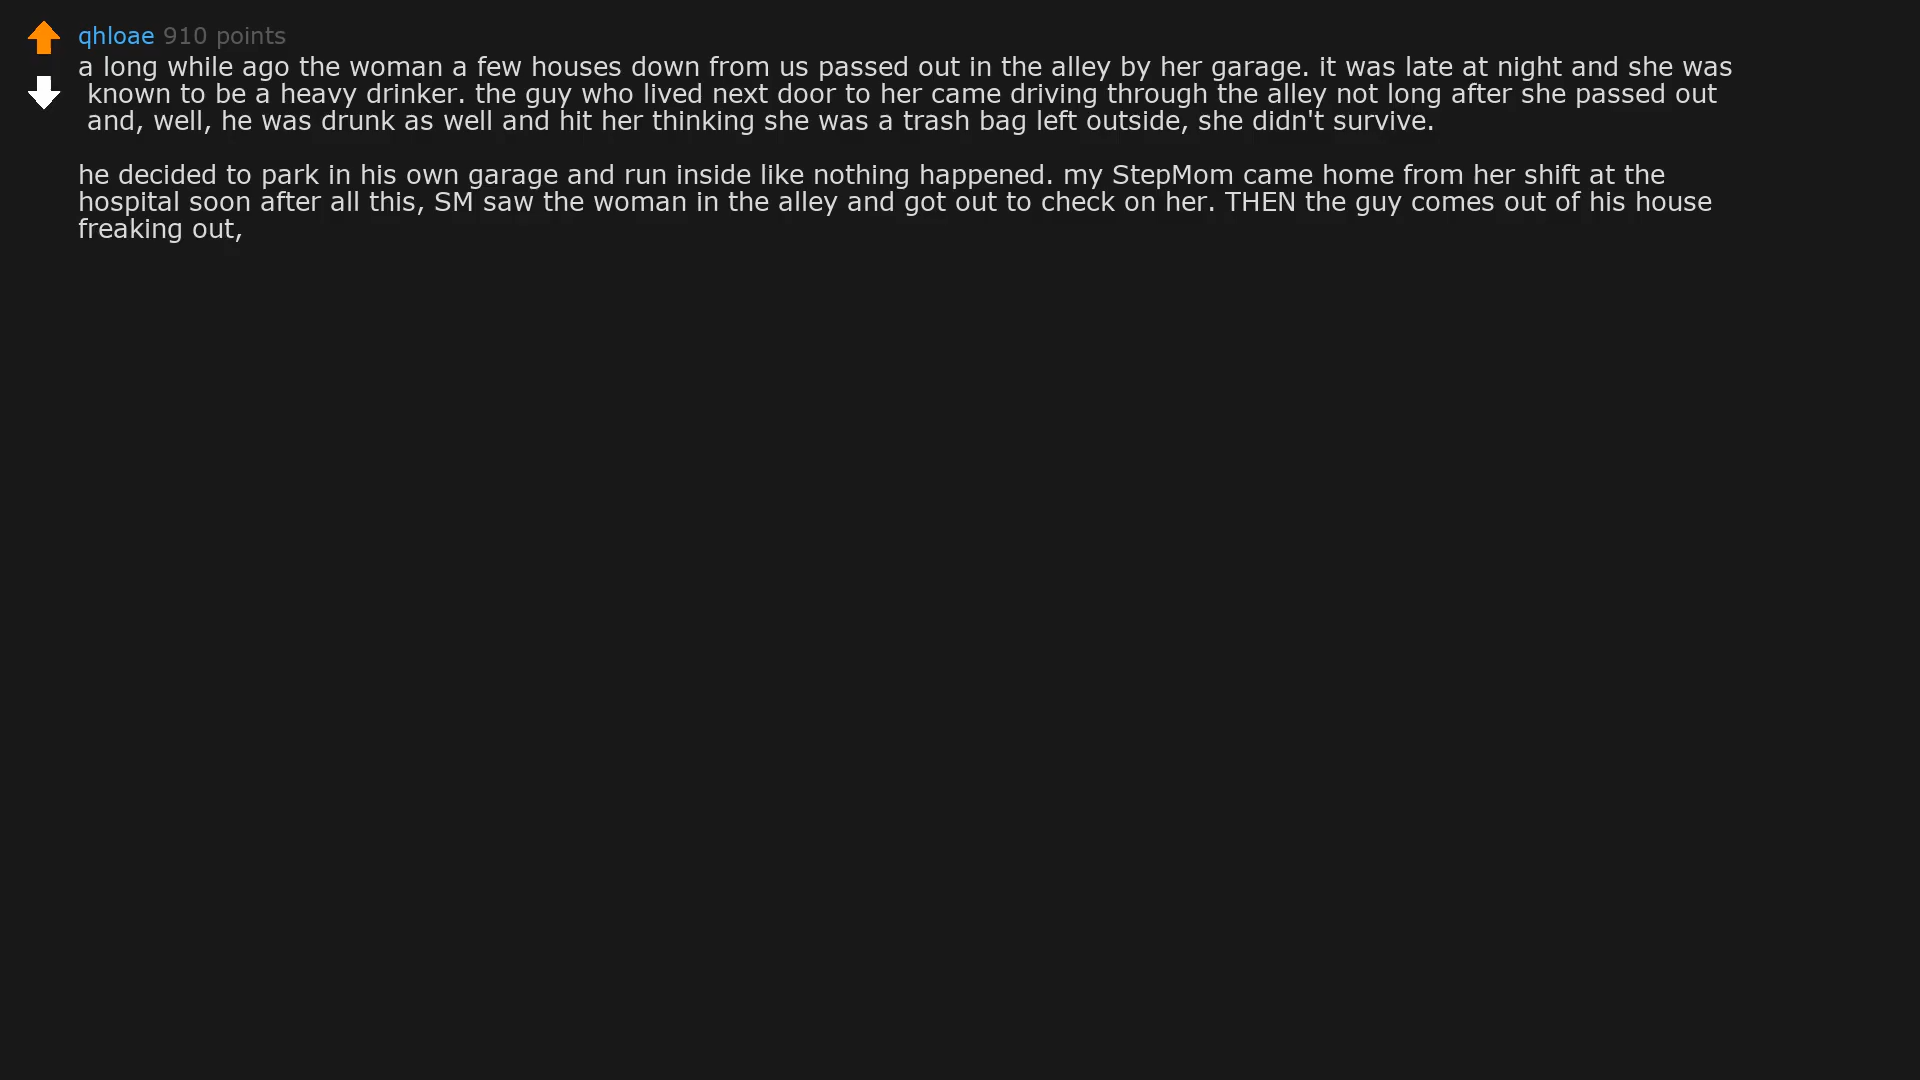 qhloae 910 points
a long while ago the woman a few houses down from us passed out in the alley by her garage. it was late at night and she was
known to be a heavy drinker. the guy who lived next door to her came driving through the alley not long after she passed out
and, well, he was drunk as well and hit her thinking she was a trash bag left outside, she didn't survive.
he decided to park in his own garage and run inside like nothing happened. my StepMom came home from her shift at the
hospital soon after all this, SM saw the woman in the alley and got out to check on her. THEN the guy comes out of his house
freaking out,